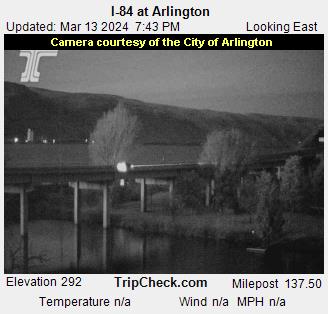 I-84 at Arlington
Updated: Mar 13 2024 7:43 PM Looking East
Camera courtesy of the City of Arlington
Elevation 292 TripCheck.com Milepost 137.50
Temperature n/a Wind n/a MPH n/a